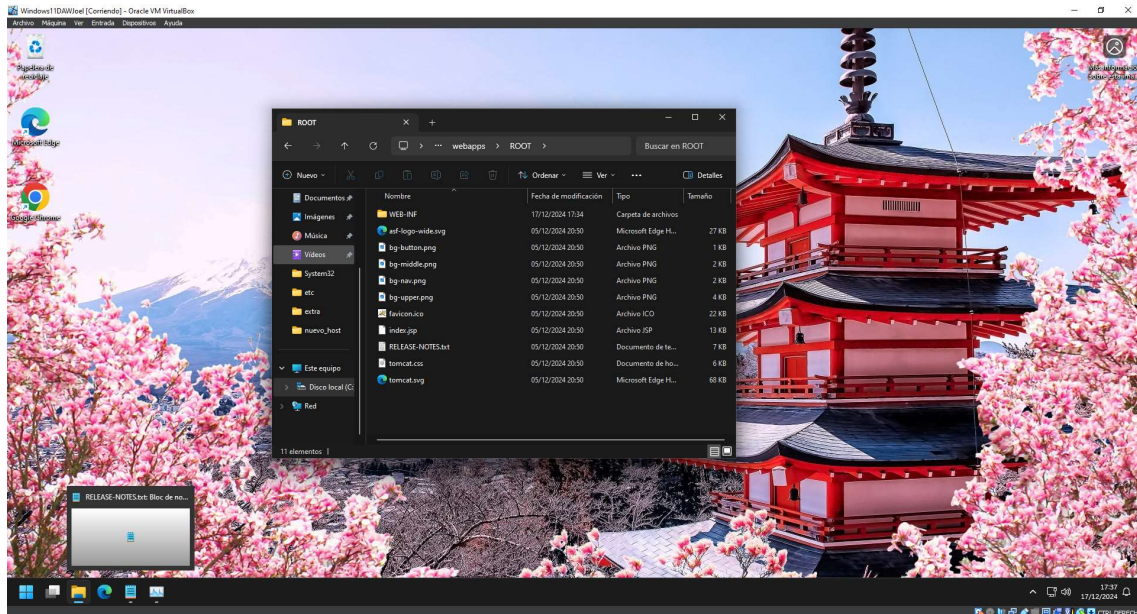 Windows11DAWJoel [Corriendo] - Oracle VM VirtualBox
Archivo Máquina Ver Entrada Dispositivos Ayuda
Papelera de
reciclaje
Microsoft Edge
Google Chrome
ROOT
webapps > ROOT >
Buscar en ROOT
Nuevo
Ordenar
Ver
Detalles
Documentos
Imágenes
Música
Vídeos
System32
etc
extra
nuevo_host
Este equipo
Disco local (C:
Red
Nombre Fecha de modificación Tipo Tamaño
WEB-INF 17/12/2024 17:34 Carpeta de archivos
asf-logo-wide.svg 05/12/2024 20:50 Microsoft Edge H... 27 KB
bg-button.png 05/12/2024 20:50 Archivo PNG 1 KB
bg-middle.png 05/12/2024 20:50 Archivo PNG 2 KB
bg-nav.png 05/12/2024 20:50 Archivo PNG 2 KB
bg-upper.png 05/12/2024 20:50 Archivo PNG 4 KB
favicon.ico 05/12/2024 20:50 Archivo ICO 22 KB
index.jsp 05/12/2024 20:50 Archivo JSP 13 KB
RELEASE-NOTES.txt 05/12/2024 20:50 Documento de te... 7 KB
tomcat.css 05/12/2024 20:50 Documento de ho... 6 KB
tomcat.svg 05/12/2024 20:50 Microsoft Edge H... 68 KB
11 elementos
RELEASE-NOTES.txt: Bloc de no...
17:37
17/12/2024
CTRL DERECH